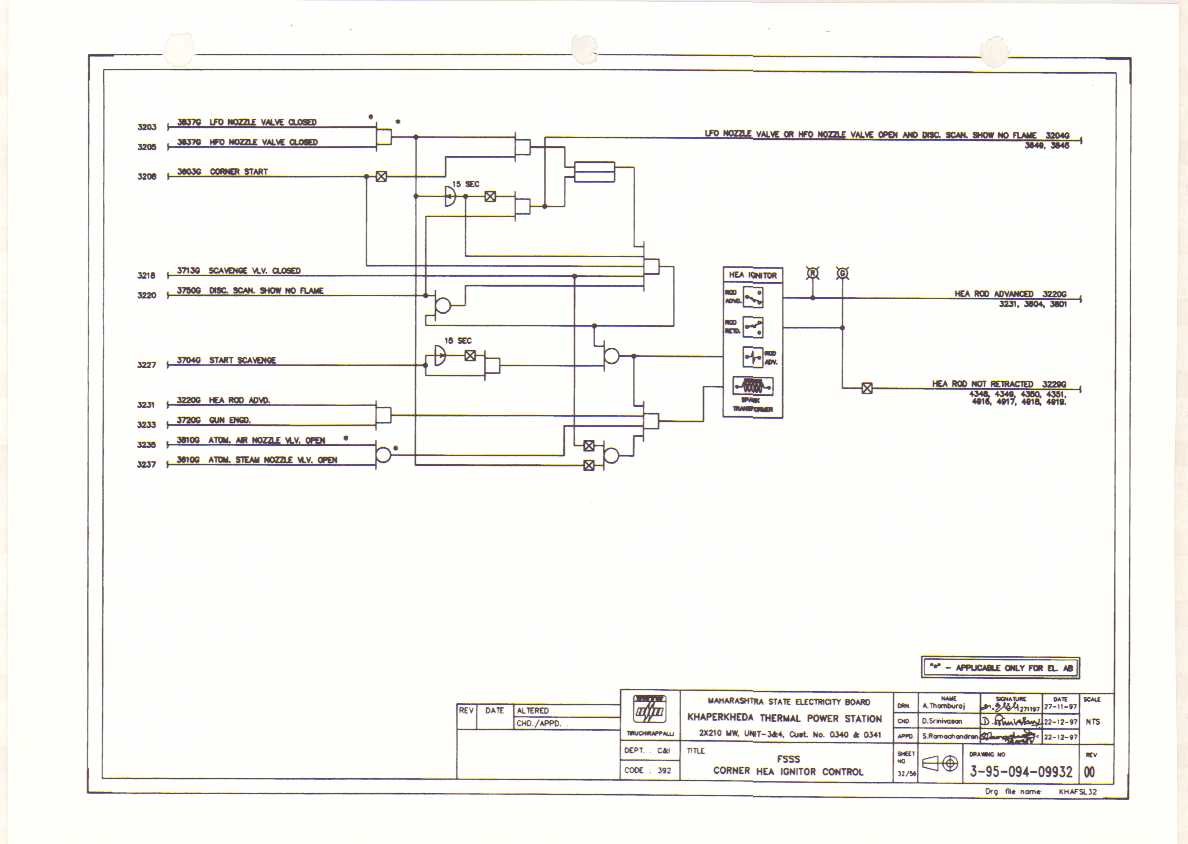 3203 3837G LFO NOZZLE VALVE CLOSED * *
3205 3837G HFO NOZZLE VALVE CLOSED
LFO NOZZLE VALVE OR HFO NOZZLE VALVE OPEN AND DISC. SCAN. SHOW NO FLAME 3204G
3849, 3845
3208 3803G CORNER START
15 SEC
3218 3713G SCAVENGE VLV. CLOSED
3220 3750G DISC. SCAN. SHOW NO FLAME
HEA IGNITOR
ROD ADVD.
ROD RETD.
ROD ADV.
SPARK TRANSFORMER
R G
HEA ROD ADVANCED 3220G
3231, 3804, 3801
15 SEC
3227 3704G START SCAVENGE
HEA ROD NOT RETRACTED 3229G
4348, 4349, 4350, 4351,
4916, 4917, 4918, 4919.
3231 3220G HEA ROD ADVD.
3233 3720G GUN ENGD.
3235 3810G ATOM. AIR NOZZLE VLV. OPEN * *
3237 3810G ATOM. STEAM NOZZLE VLV. OPEN
"*" - APPLICABLE ONLY FOR EL. AB
REV DATE ALTERED
CHD./APPD.
TIRUCHIRAPPALLI
DEPT. . C&I
CODE . 392
MAHARASHTRA STATE ELECTRICITY BOARD
KHAPERKHEDA THERMAL POWER STATION
2X210 MW, UNIT-3&4, Cust. No. 0340 & 0341
TITLE
FSSS
CORNER HEA IGNITOR CONTROL
NAME SIGNATURE DATE SCALE
DRN A.Thamburaj 27-11-97
CHD D.Srinivasan 22-12-97 NTS
APPD S.Ramachandran 22-12-97
SHEET NO 32/56
DRAWING NO REV
3-95-094-09932 00
Drg file name KHAFSL32